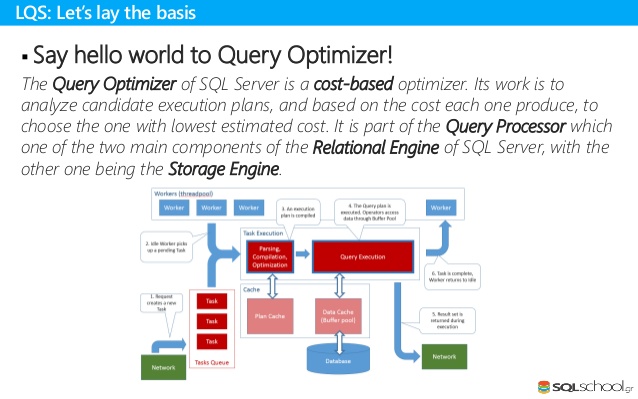 LQS: Let's lay the basis
▪ Say hello world to Query Optimizer!
The Query Optimizer of SQL Server is a cost-based optimizer. Its work is to
analyze candidate execution plans, and based on the cost each one produce, to
choose the one with lowest estimated cost. It is part of the Query Processor which
one of the two main components of the Relational Engine of SQL Server, with the
other one being the Storage Engine.
Workers (threadpool)
Worker
Worker
Worker
Worker
3. An execution
plan is compiled
4. The Query plan is
executed. Operators access
data through Buffer Pool
2. Idle Worker picks
up a pending Task
Task Execution
Parsing,
Compilation,
Optimization
Query Execution
6. Task is complete,
Worker returns to Idle
1. Request
creates a new
Task
Task
Task
Task
Tasks Queue
Cache
Plan Cache
Data Cache
(Buffer pool)
5. Result set is
returned during
execution
Network
Database
Network
SQLschool.gr